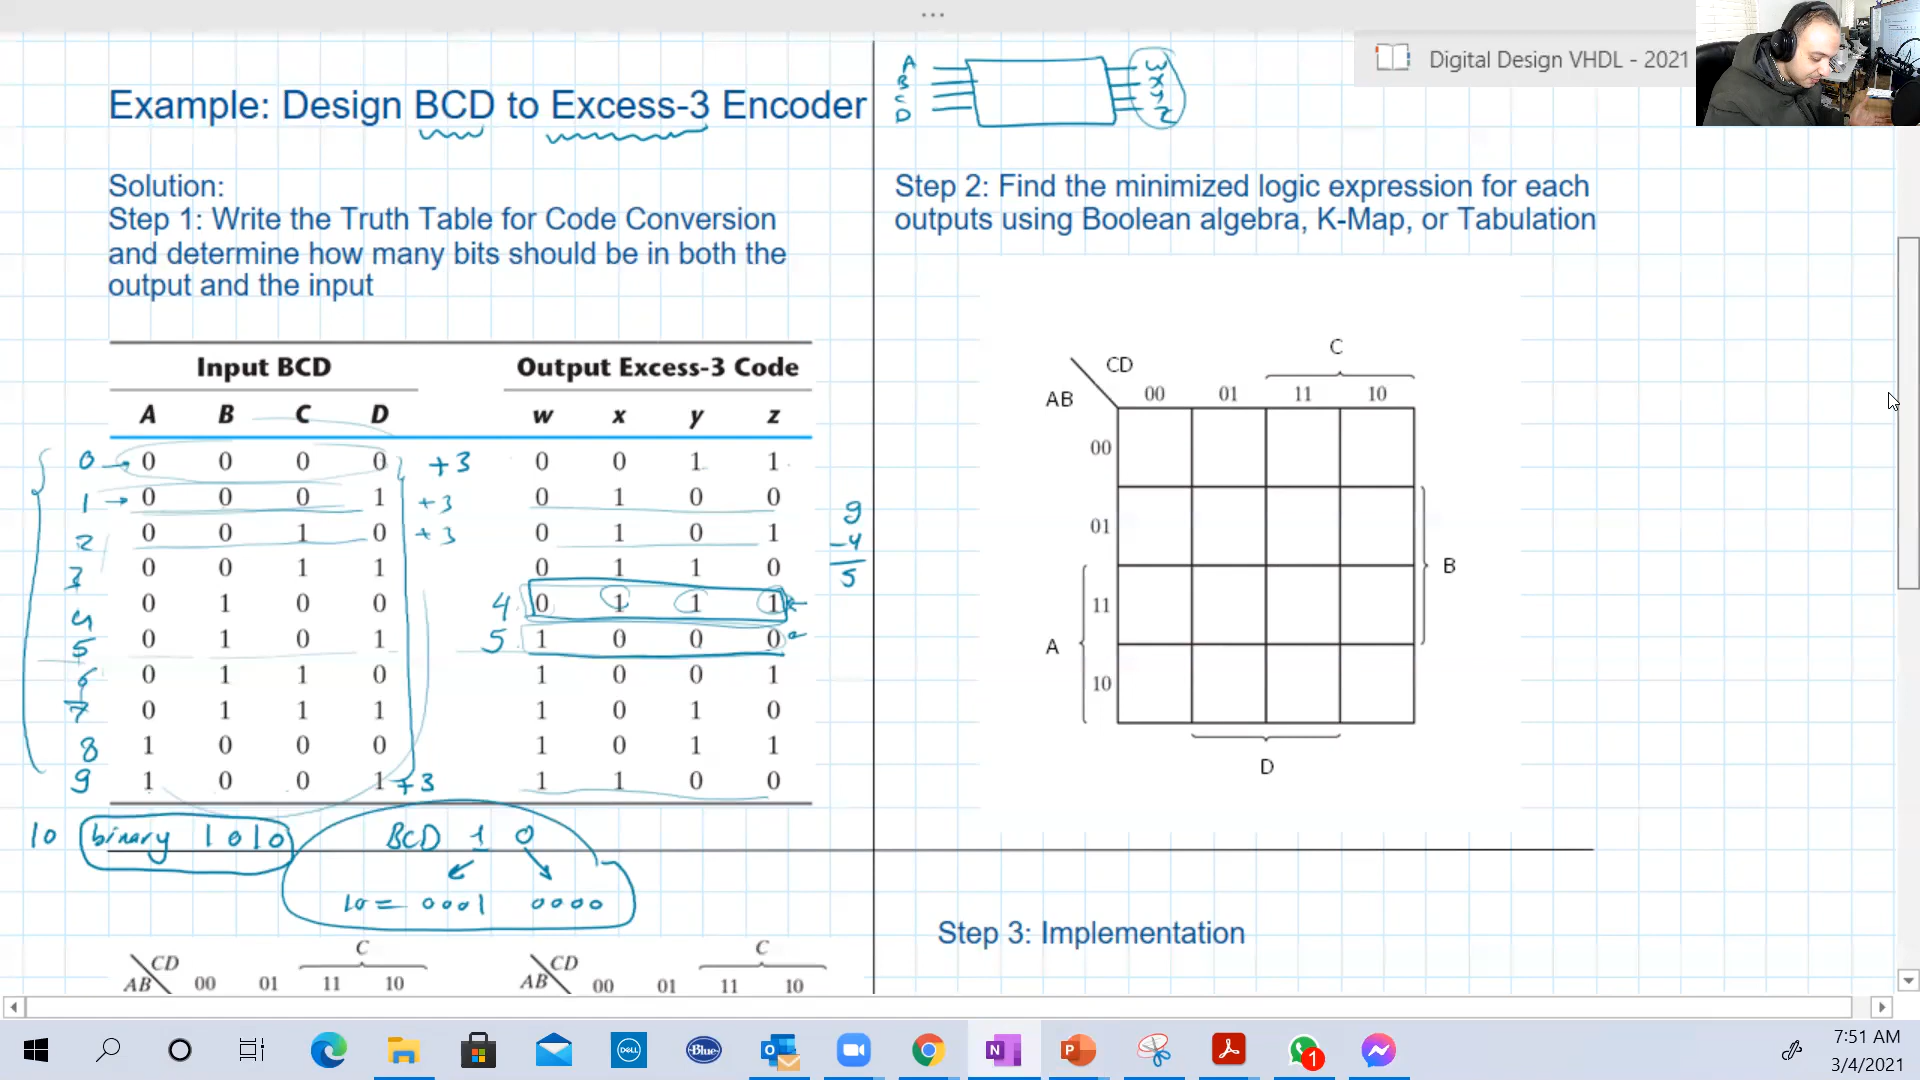 Digital Design VHDL - 2021
Example: Design BCD to Excess-3 Encoder
Solution:
Step 1: Write the Truth Table for Code Conversion
and determine how many bits should be in both the
output and the input
Input BCD Output Excess-3 Code
A B C D w x y z
0 → 0 0 0 0 +3 0 0 1 1
1 → 0 0 0 1 +3 0 1 0 0
2 0 0 1 0 +3 0 1 0 1
3 0 0 1 1 0 1 1 0
4 0 1 0 0 4 0 1 1 1
5 0 1 0 1 5 1 0 0 0
6 0 1 1 0 1 0 0 1
7 0 1 1 1 1 0 1 0
8 1 0 0 0 1 0 1 1
9 1 0 0 1 +3 1 1 0 0
9
-4
5
10 binary 1010 BCD 1 0
10 = 0001 0000
C
CD
AB 00 01 11 10
C
CD
AB 00 01 11 10
A
B
C
D
W
X
Y
Z
Step 2: Find the minimized logic expression for each
outputs using Boolean algebra, K-Map, or Tabulation
C
CD
AB 00 01 11 10
00
01
B
11
A
10
D
Step 3: Implementation
DELL
Blue
1
7:51 AM
3/4/2021